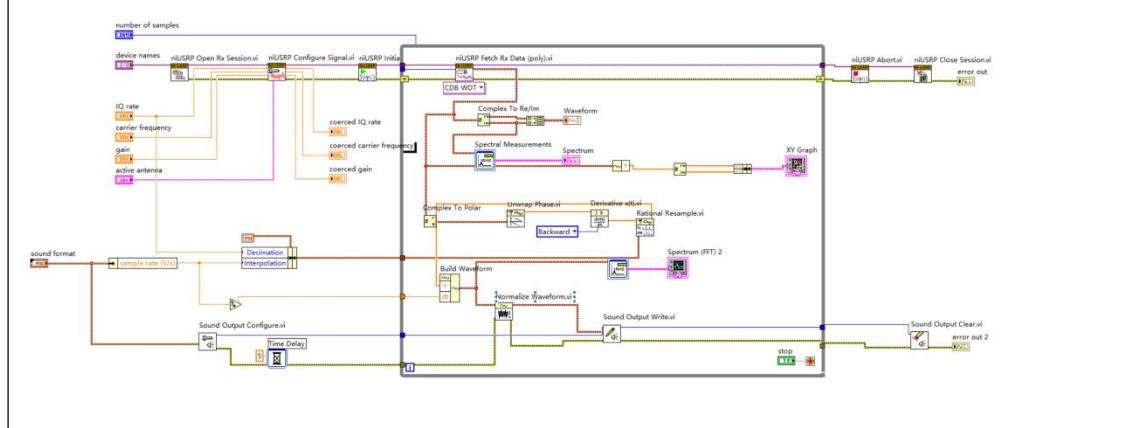 number of samples
device names
niUSRP Open Rx Session.vi
niUSRP Configure Signal.vi
niUSRP Initia
niUSRP Fetch Rx Data (poly).vi
niUSRP Abort.vi
niUSRP Close Session.vi
error out
CDB WDT
IQ rate
Complex To Re/Im
Waveform
carrier frequency
coerced IQ rate
gain
coerced carrier frequency
Spectral Measurements
Spectrum
XY Graph
active antenna
coerced gain
Complex To Polar
Unwrap Phase.vi
Derivative x(t).vi
Rational Resample.vi
Backward
sound format
sample rate (S/s)
Decimation
Interpolation
Spectrum (FFT) 2
Build Waveform
Y
dt
Normalize Waveform.vi
Sound Output Configure.vi
Sound Output Write.vi
Sound Output Clear.vi
Time Delay
5
error out 2
stop
i